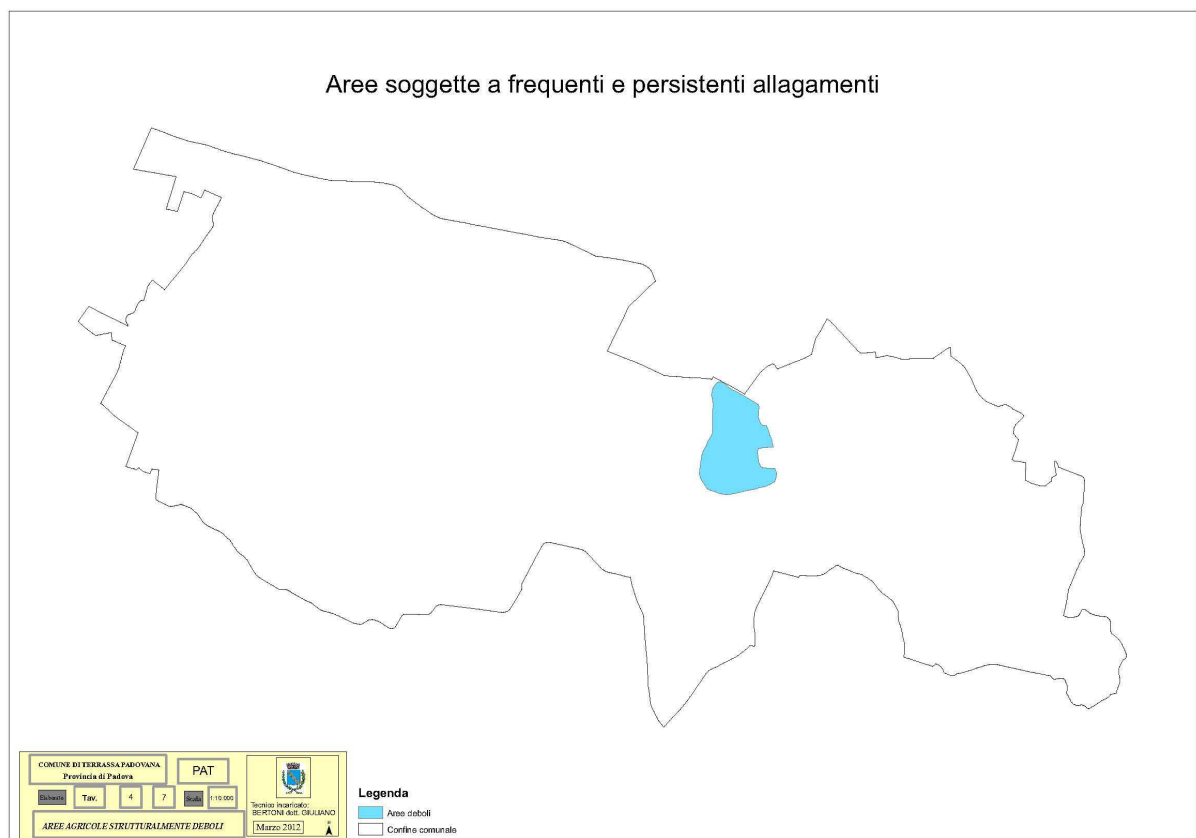 Aree soggette a frequenti e persistenti allagamenti
COMUNE DI TERRASSA PADOVANA
Provincia di Padova
PAT
Elaborato
Tav.
4
7
Scala
1:10.000
AREE AGRICOLE STRUTTURALMENTE DEBOLI
Tecnico incaricato:
BERTONI dott. GIULIANO
Marzo 2012
Legenda
Aree deboli
Confine comunale